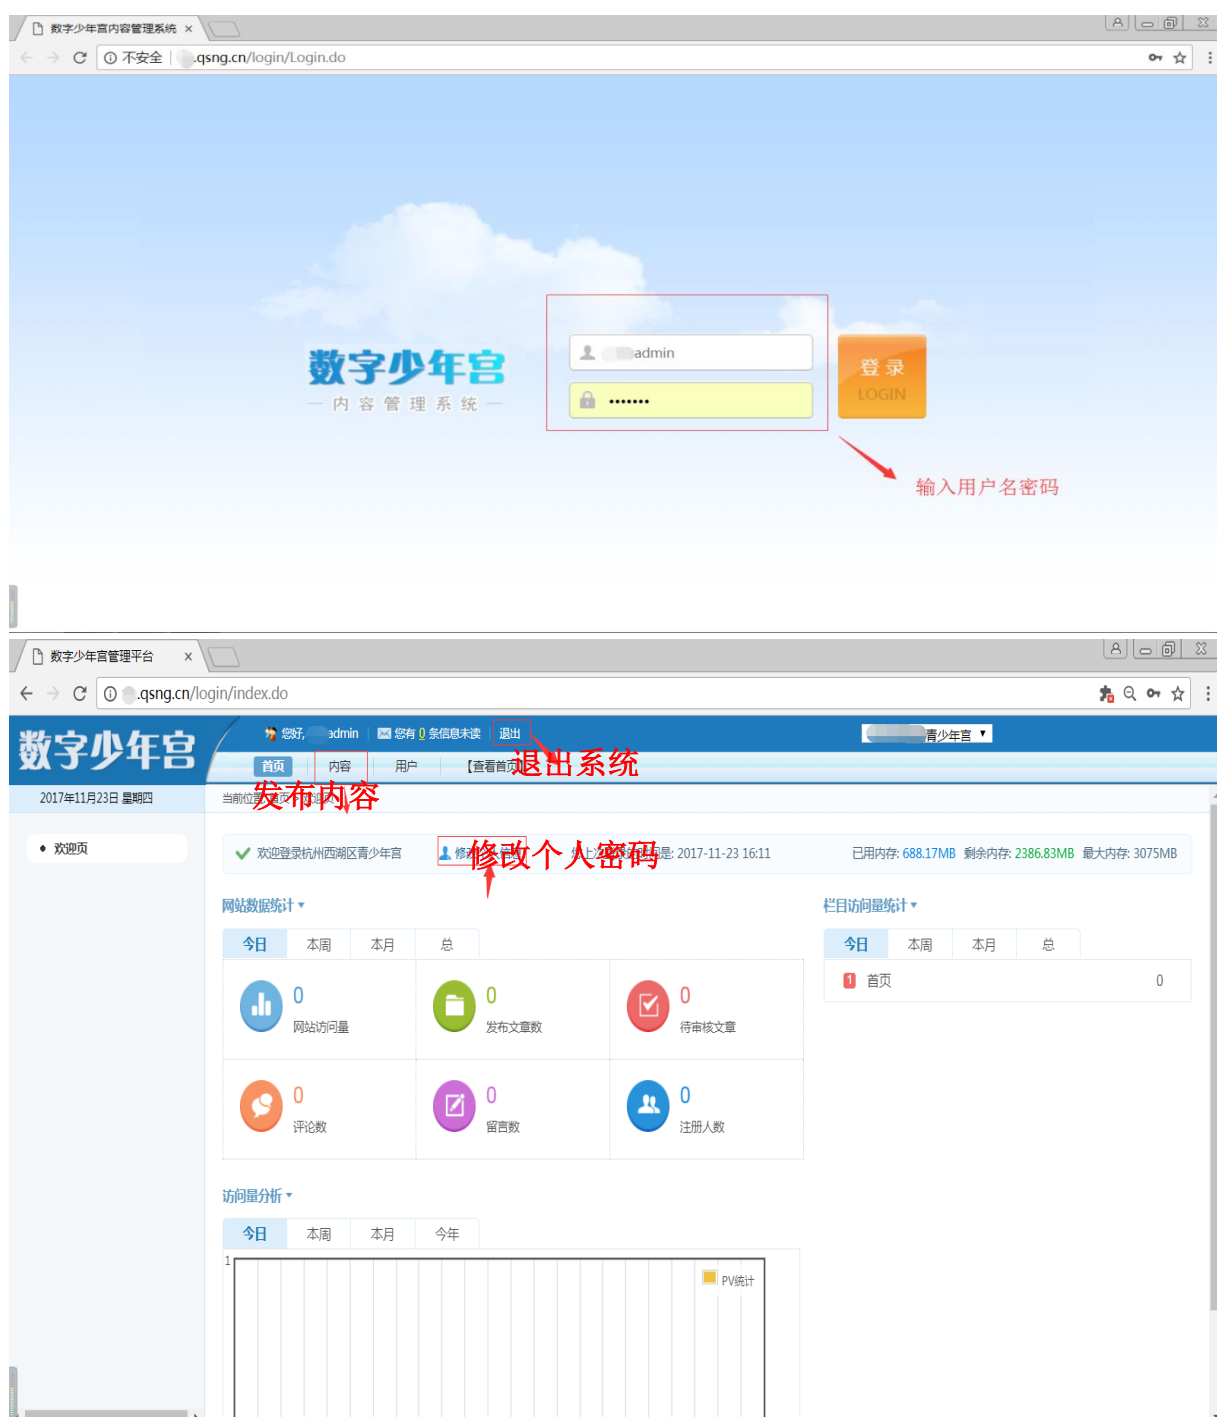 数字少年宫内容管理系统
不安全
.qsng.cn/login/Login.do
数字少年宫
内容管理系统
admin
•••••••
登录
LOGIN
输入用户名密码
数字少年宫管理平台
.qsng.cn/login/index.do
数字少年宫
您好,
admin
您有 0 条信息未读
退出
青少年宫
首页
内容
用户
【查看首页】
退出系统
2017年11月23日 星期四
当前位置: 首页
发布内容
欢迎页
欢迎登录杭州西湖区青少年宫
修改个人密码
2017-11-23 16:11
已用内存: 688.17MB 剩余内存: 2386.83MB 最大内存: 3075MB
网站数据统计
栏目访问量统计
今日 本周 本月 总
今日 本周 本月 总
1 首页 0
0
网站访问量
0
发布文章数
0
待审核文章
0
评论数
0
留言数
0
注册人数
访问量分析
今日 本周 本月 今年
1
PV统计